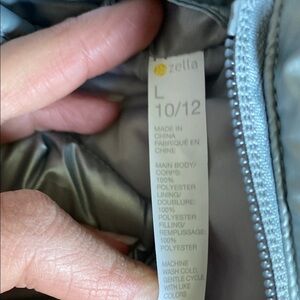 zella
L
10/12
MADE IN
CHINA
FABRIQUÉ EN
CHINE
MAIN BODY/
CORPS:
100%
POLYESTER
LINING/
DOUBLURE:
100%
POLYESTER
FILLING/
REMPLISSAGE:
100%
POLYESTER
MACHINE
WASH COLD,
GENTLE CYCLE
WITH LIKE
COLORS